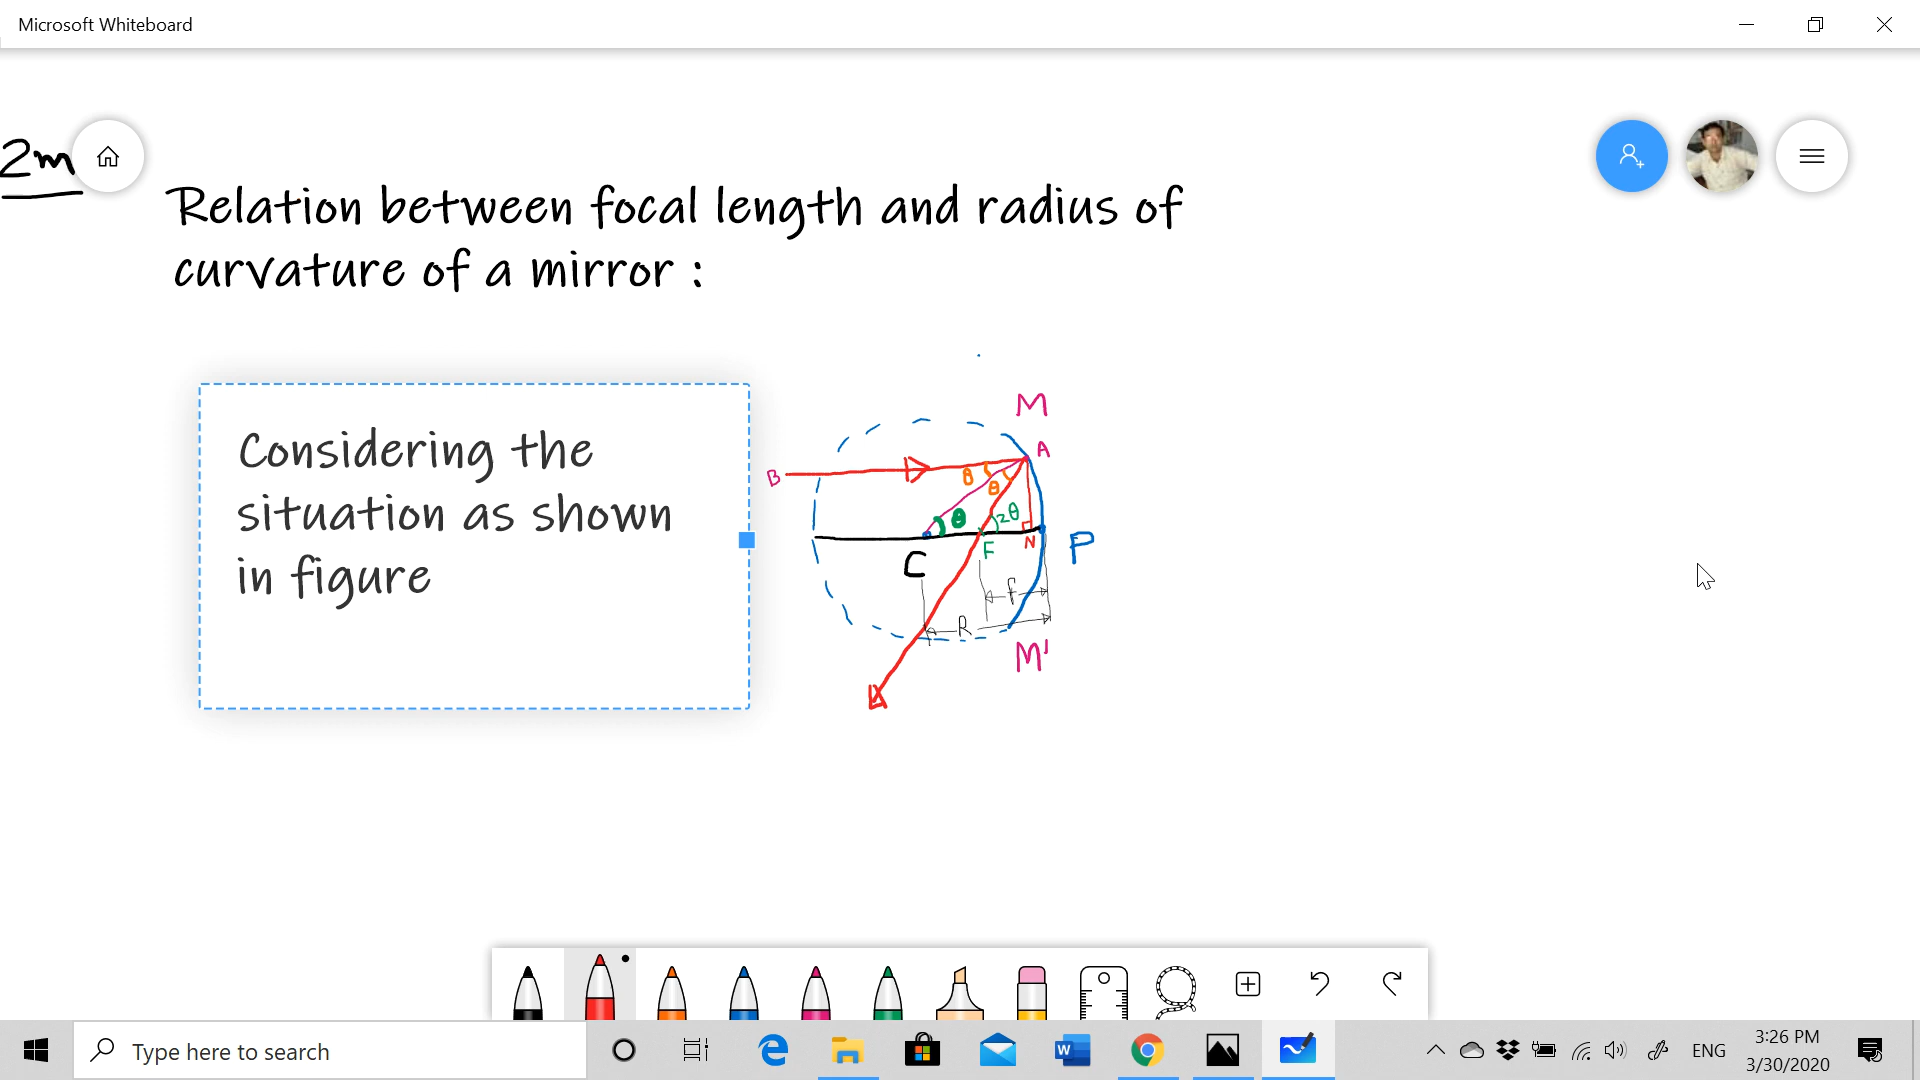 Microsoft Whiteboard
2m
Relation between focal length and radius of
curvature of a mirror :
Considering the
situation as shown
in figure
M
A
B
θ
θ
θ
2θ
C
F
N
P
f
R
M'
Type here to search
W
ENG
3:26 PM
3/30/2020